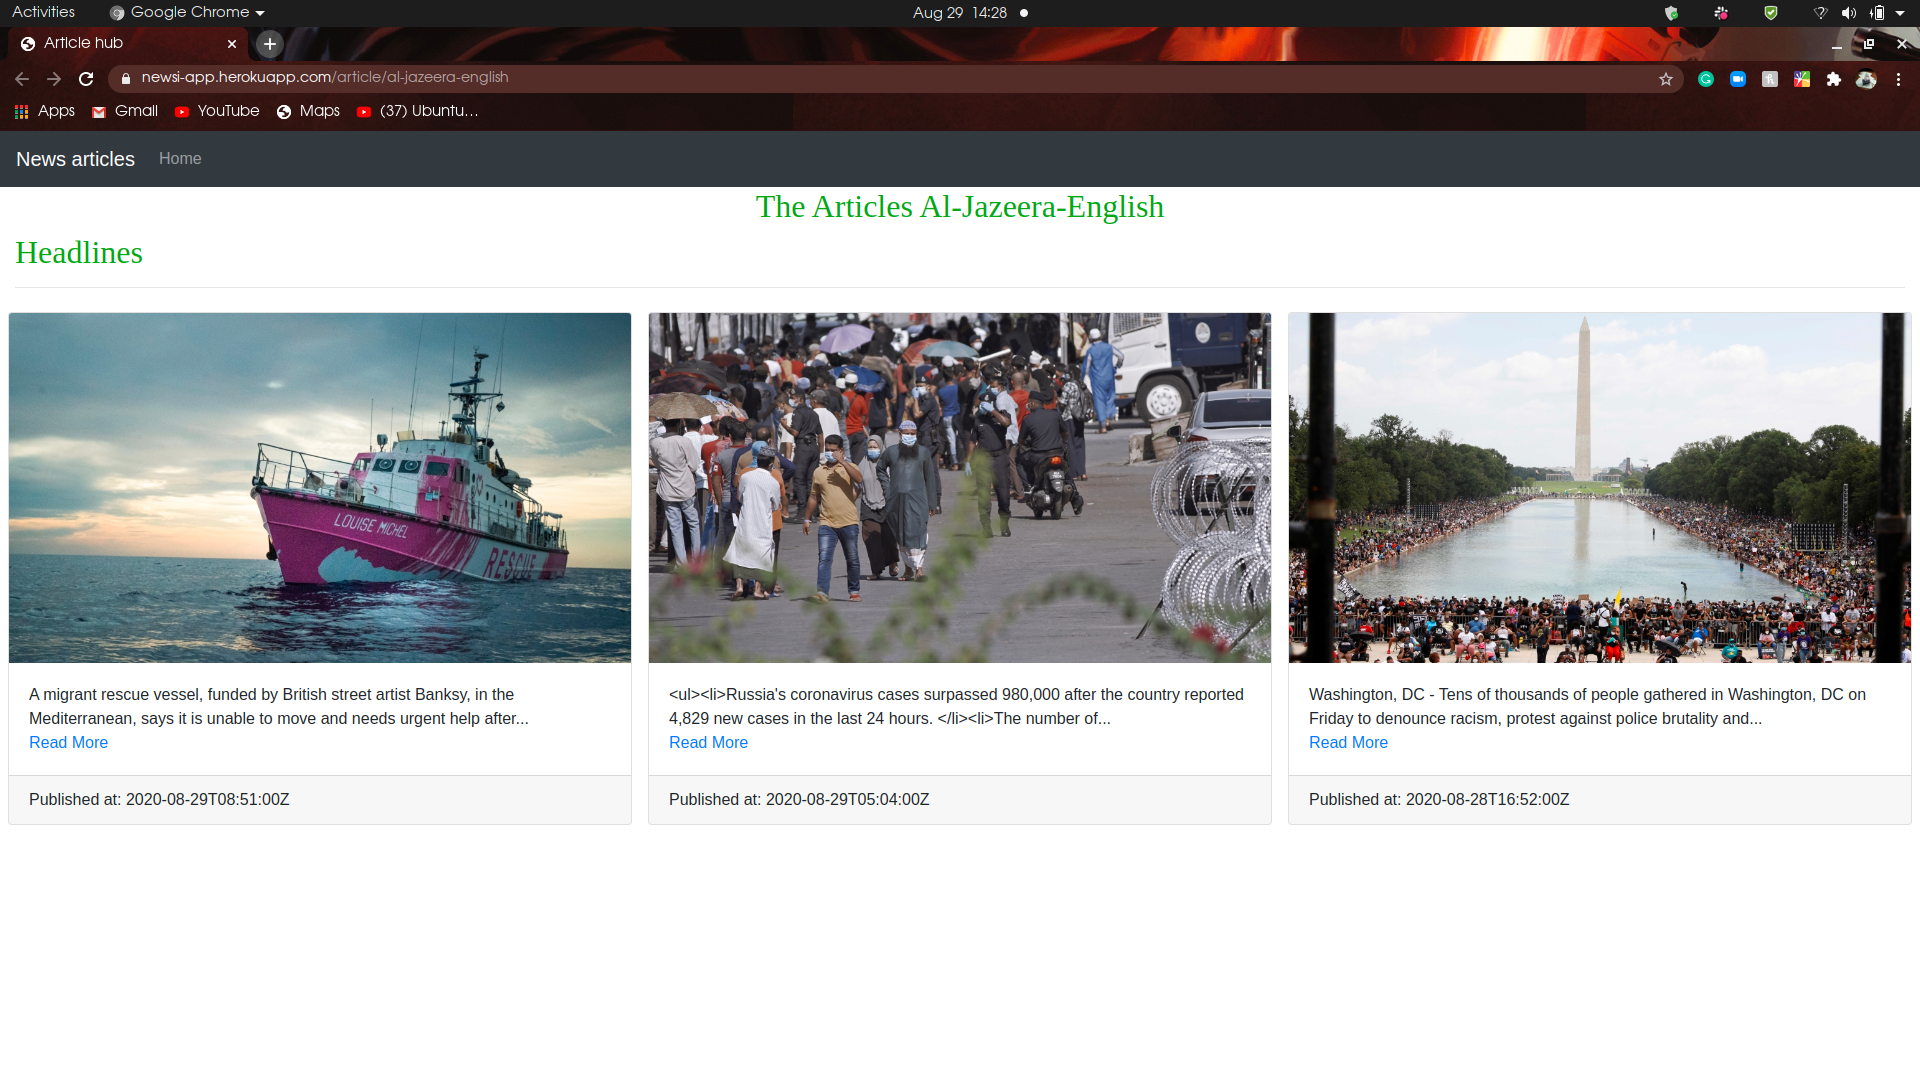 Activities
Google Chrome
Aug 29 14:28
Article hub
newsi-app.herokuapp.com/article/al-jazeera-english
Apps
Gmail
YouTube
Maps
(37) Ubuntu...
News articles
Home
The Articles Al-Jazeera-English
Headlines
LOUISE MICHEL
RESCUE
A migrant rescue vessel, funded by British street artist Banksy, in the
Mediterranean, says it is unable to move and needs urgent help after...
Read More
Published at: 2020-08-29T08:51:00Z
<ul><li>Russia's coronavirus cases surpassed 980,000 after the country reported
4,829 new cases in the last 24 hours. </li><li>The number of...
Read More
Published at: 2020-08-29T05:04:00Z
Washington, DC - Tens of thousands of people gathered in Washington, DC on
Friday to denounce racism, protest against police brutality and...
Read More
Published at: 2020-08-28T16:52:00Z